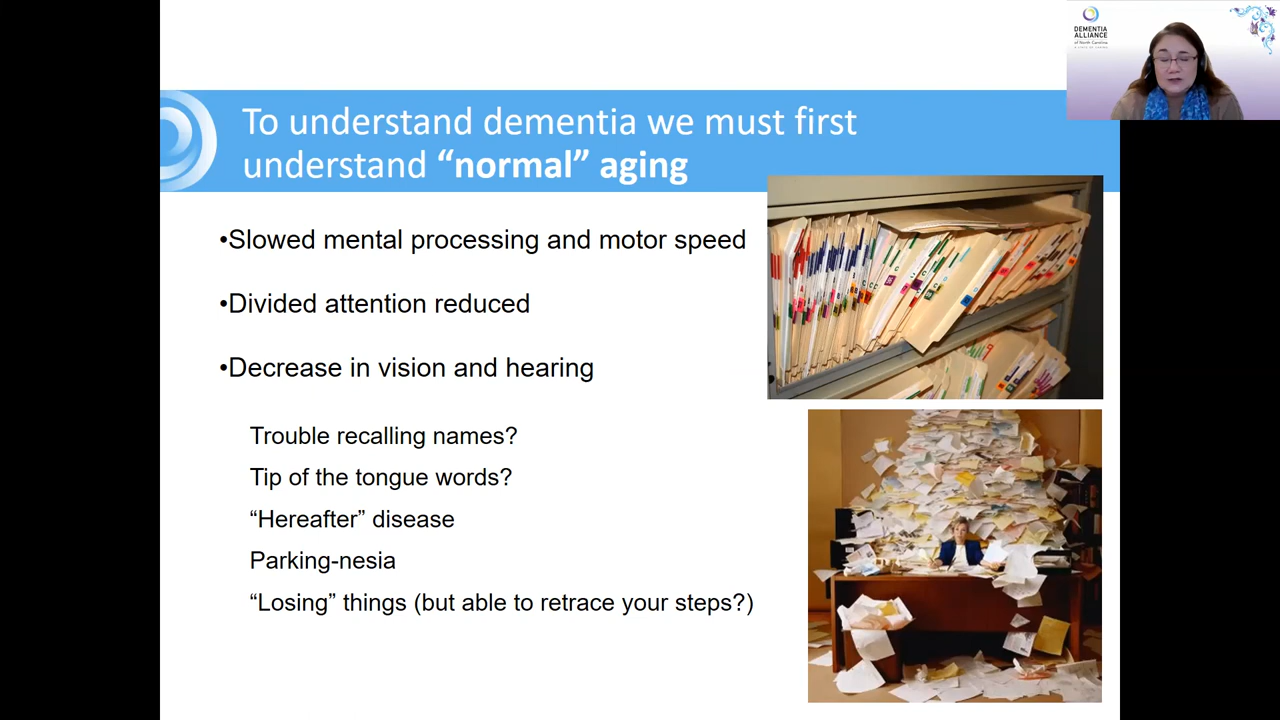 DEMENTIA
ALLIANCE
of North Carolina
To understand dementia we must first
understand “normal” aging
•Slowed mental processing and motor speed
•Divided attention reduced
•Decrease in vision and hearing
Trouble recalling names?
Tip of the tongue words?
“Hereafter” disease
Parking-nesia
“Losing” things (but able to retrace your steps?)